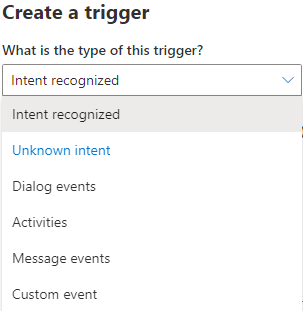 Create a trigger
What is the type of this trigger?
Intent recognized
Intent recognized
Unknown intent
Dialog events
Activities
Message events
Custom event